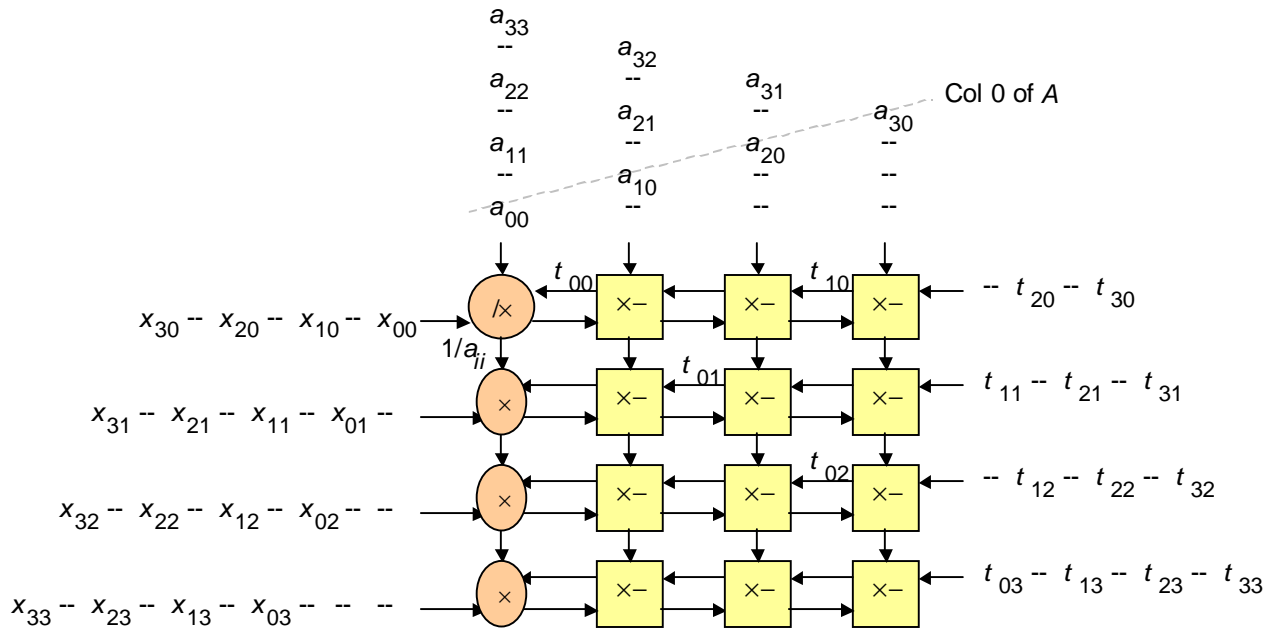 a33
-- a32
a22 -- a31
-- a21 -- a30 Col 0 of A
a11 -- a20 --
-- a10 -- --
a00 -- -- --
t00 t10
/× ×– ×– ×– -- t20 -- t30
x30 -- x20 -- x10 -- x00
1/aii
t01
× ×– ×– ×– t11 -- t21 -- t31
x31 -- x21 -- x11 -- x01 --
t02
× ×– ×– ×– -- t12 -- t22 -- t32
x32 -- x22 -- x12 -- x02 -- --
× ×– ×– ×– t03 -- t13 -- t23 -- t33
x33 -- x23 -- x13 -- x03 -- -- --